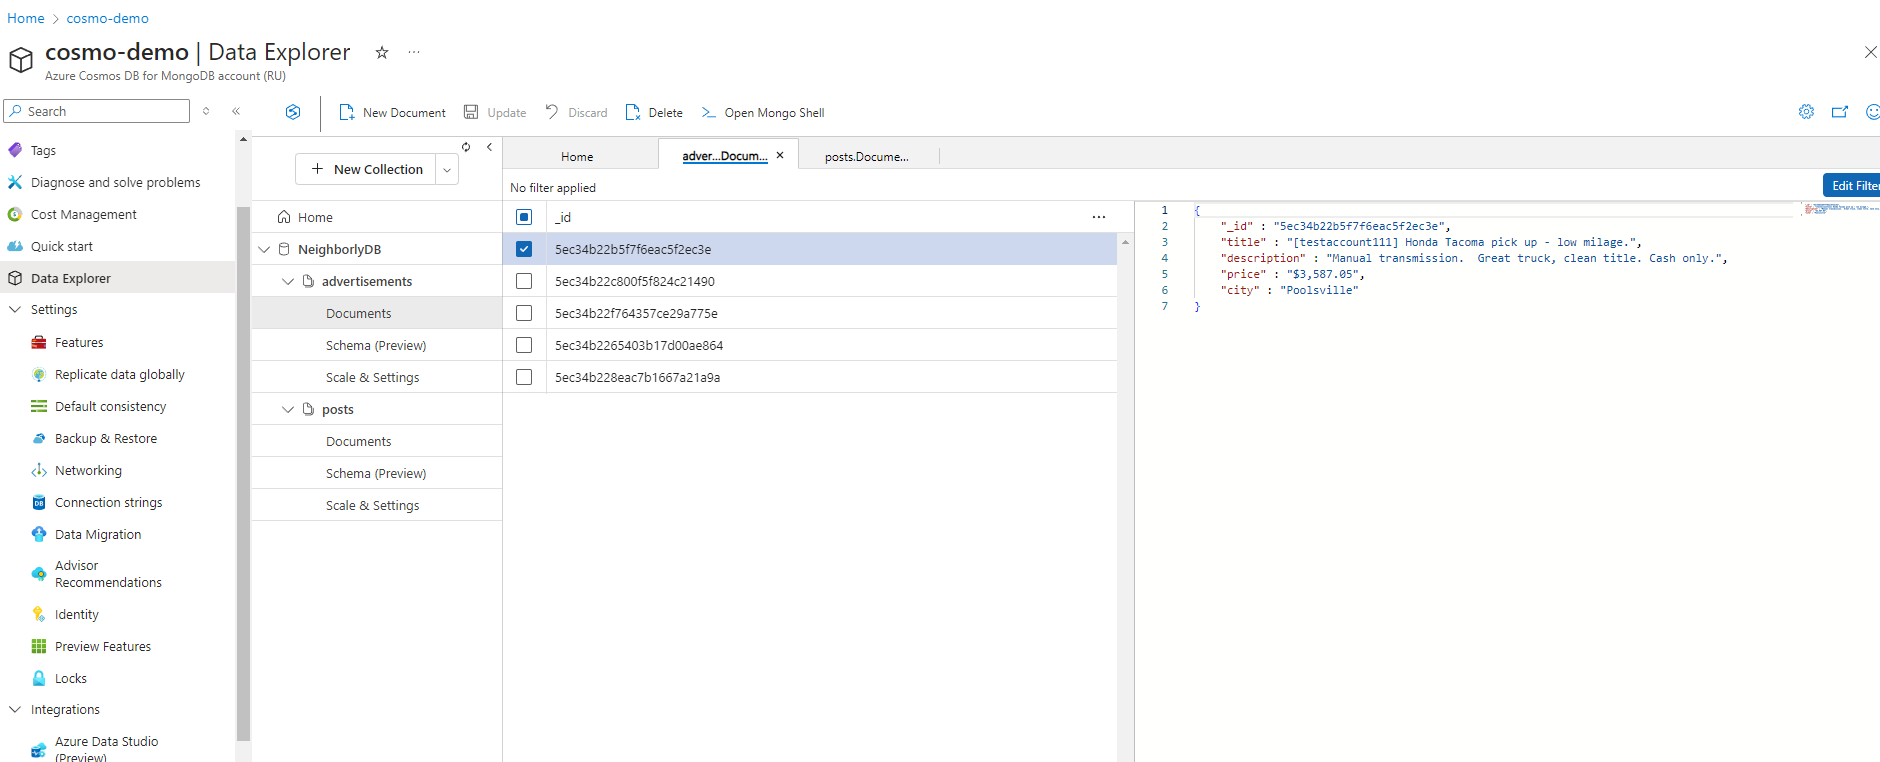 Home > cosmo-demo
cosmo-demo | Data Explorer
Azure Cosmos DB for MongoDB account (RU)
Search
Tags
Diagnose and solve problems
Cost Management
Quick start
Data Explorer
Settings
Features
Replicate data globally
Default consistency
Backup & Restore
Networking
Connection strings
Data Migration
Advisor
Recommendations
Identity
Preview Features
Locks
Integrations
Azure Data Studio
(Preview)
New Document Update Discard Delete Open Mongo Shell
New Collection
Home
NeighborlyDB
advertisements
Documents
Schema (Preview)
Scale & Settings
posts
Documents
Schema (Preview)
Scale & Settings
Home adver...Docum... posts.Docume...
No filter applied
Edit Filter
_id
5ec34b22b5f7f6eac5f2ec3e
5ec34b22c800f5f824c21490
5ec34b22f764357ce29a775e
5ec34b2265403b17d00ae864
5ec34b228eac7b1667a21a9a
1 {
2 "_id" : "5ec34b22b5f7f6eac5f2ec3e",
3 "title" : "[testaccount111] Honda Tacoma pick up - low milage.",
4 "description" : "Manual transmission.  Great truck, clean title. Cash only.",
5 "price" : "$3,587.05",
6 "city" : "Poolsville"
7 }